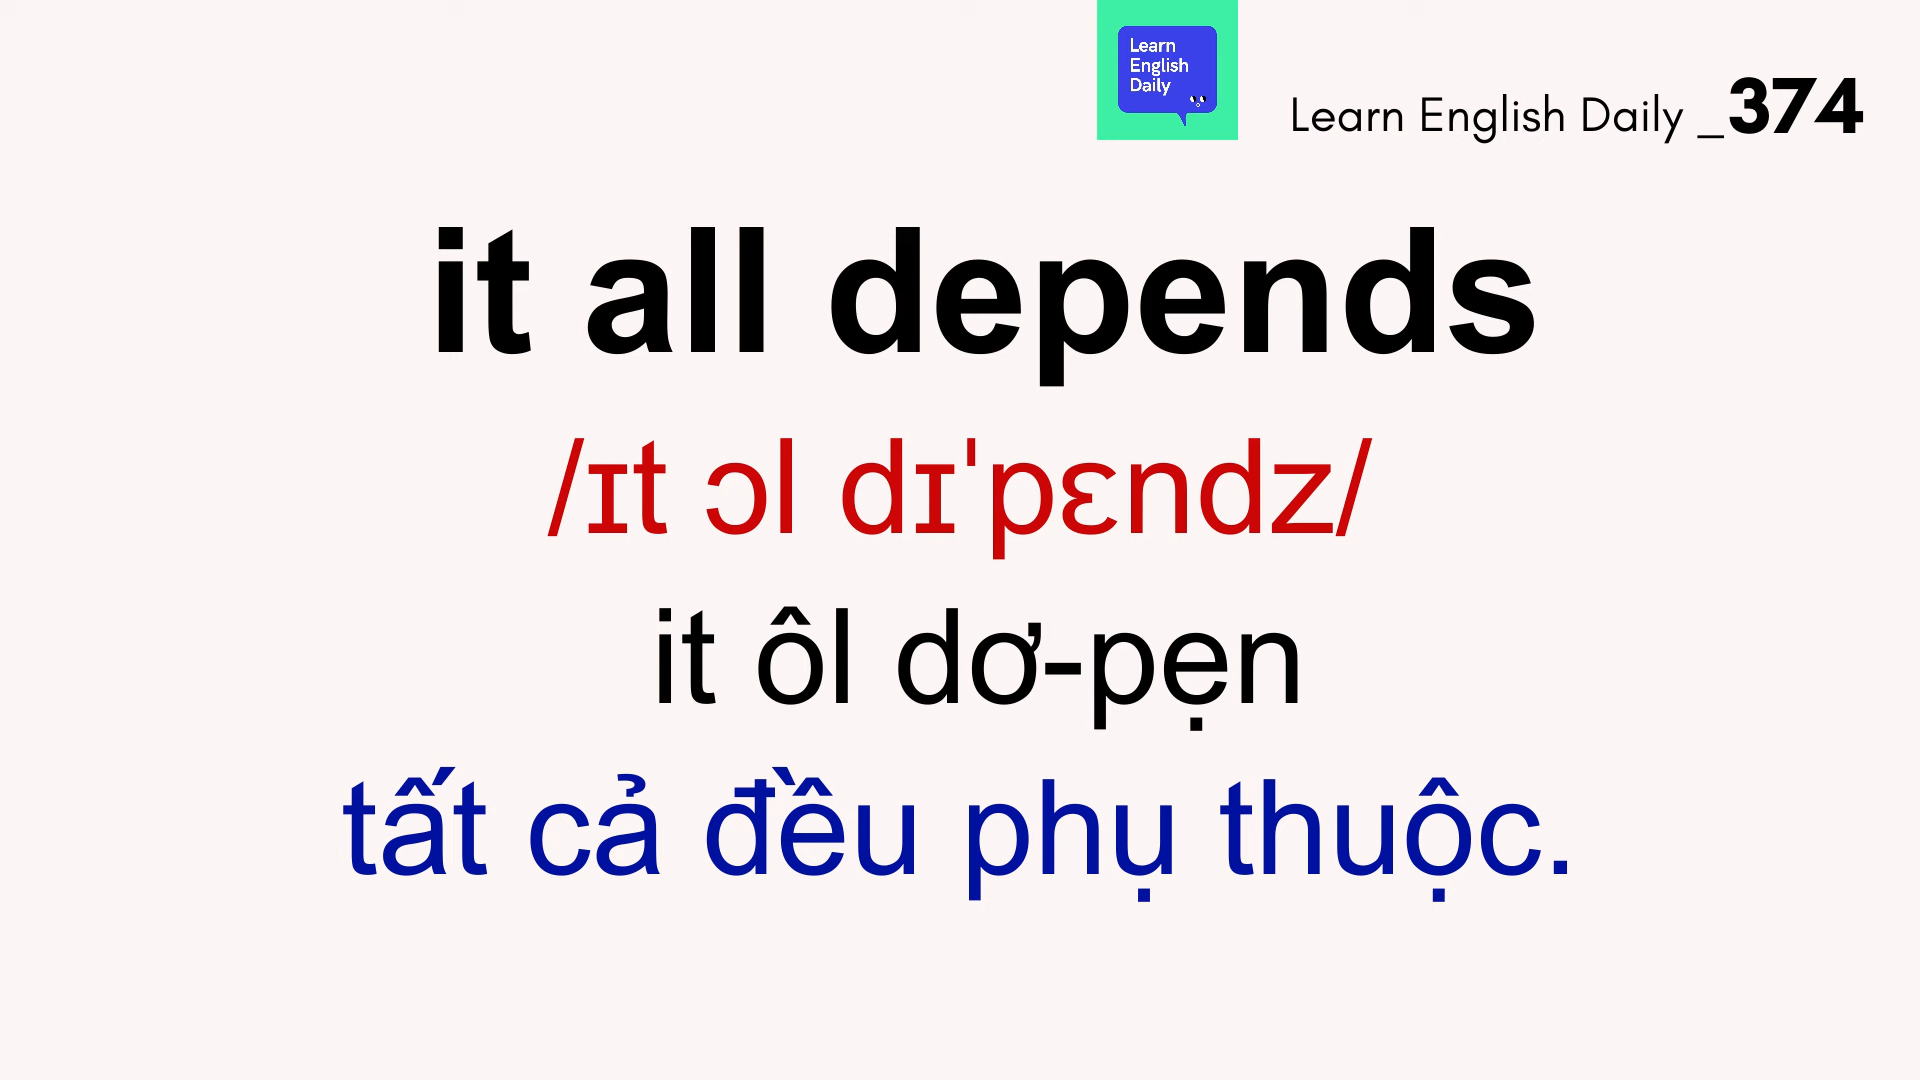 Learn
English
Daily
Learn English Daily _374
it all depends
/ɪt ɔl dɪˈpɛndz/
it ôl dơ-pẹn
tất cả đều phụ thuộc.